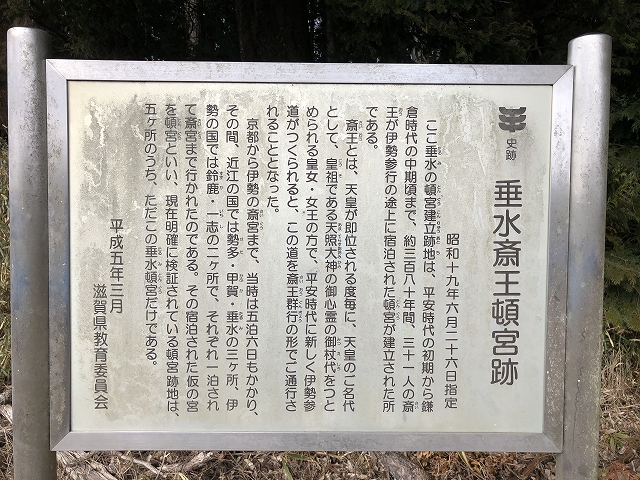 史跡 垂水斎王頓宮跡
昭和十九年六月二十六日指定
ここ垂水の頓宮建立跡地は、平安時代の初期から鎌
倉時代の中期頃まで、約三百八十年間、三十一人の斎
王が伊勢参行の途上に宿泊された頓宮が建立された所
である。
斎王とは、天皇が即位される度毎に、天皇のご名代
として、皇祖である天照大神の御心霊の御杖代をつと
められる皇女・女王の方で、平安時代に新しく伊勢参
道がつくられると、この道を斎王群行の形でご通行さ
れることとなった。
京都から伊勢の斎宮まで、当時は五泊六日もかかり、
その間、近江の国では勢多・甲賀・垂水の三ヶ所、伊
勢の国では鈴鹿・一志の二ヶ所で、それぞれ一泊され
て斎宮まで行かれたのである。その宿泊された仮の宮
を頓宮といい、現在明確に検証されている頓宮跡地は、
五ヶ所のうち、ただこの垂水頓宮だけである。
平成五年三月
滋賀県教育委員会